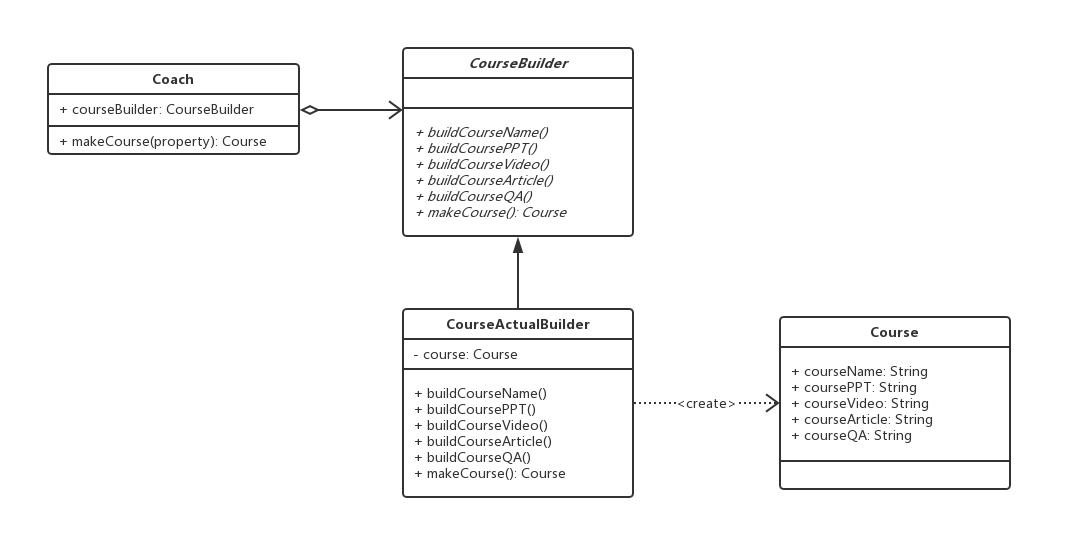 Coach
+ courseBuilder: CourseBuilder
+ makeCourse(property): Course
CourseBuilder
+ buildCourseName()
+ buildCoursePPT()
+ buildCourseVideo()
+ buildCourseArticle()
+ buildCourseQA()
+ makeCourse(): Course
CourseActualBuilder
- course: Course
+ buildCourseName()
+ buildCoursePPT()
+ buildCourseVideo()
+ buildCourseArticle()
+ buildCourseQA()
+ makeCourse(): Course
<create>
Course
+ courseName: String
+ coursePPT: String
+ courseVideo: String
+ courseArticle: String
+ courseQA: String